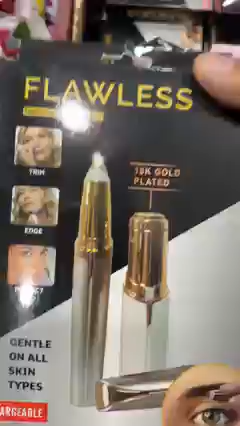 FLAWLESS
TRIM
18K GOLD
PLATED
EDGE
GENTLE
ON ALL
SKIN
TYPES
ARGEABLE